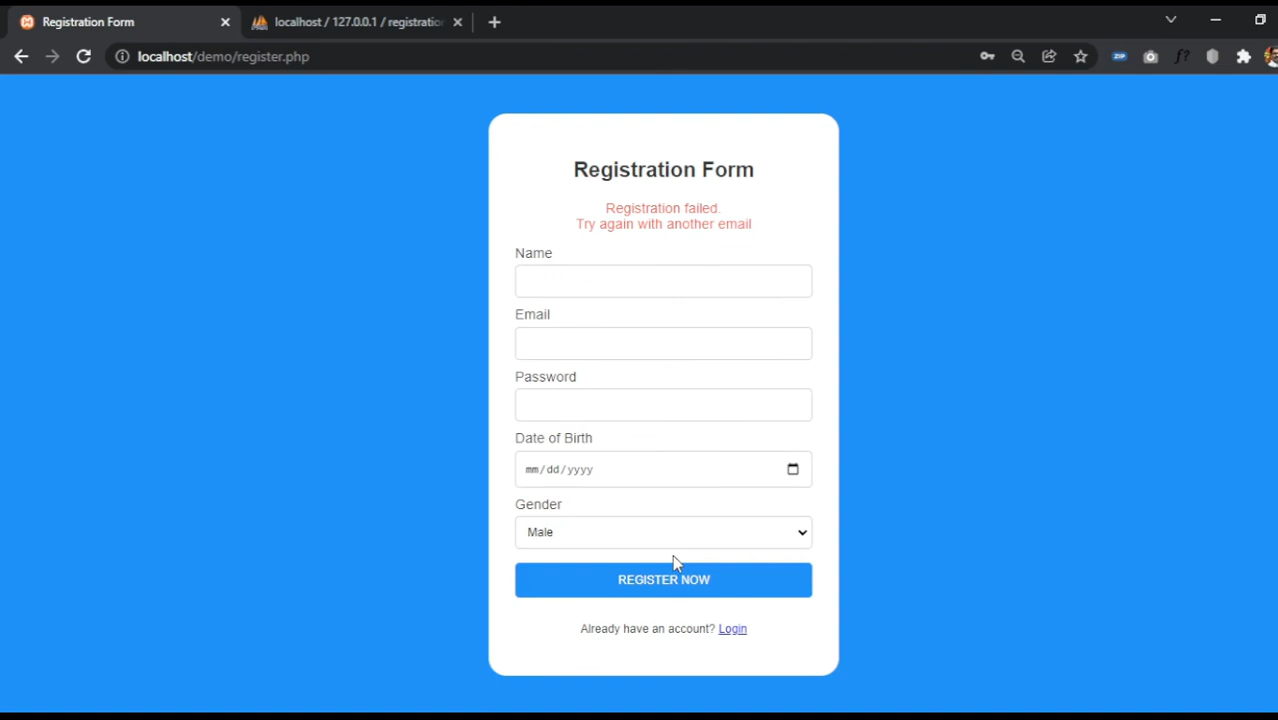 Registration Form
localhost / 127.0.0.1 / registration
localhost/demo/register.php
ZIP
f?
Registration Form
Registration failed.
Try again with another email
Name
Email
Password
Date of Birth
mm/dd/yyyy
Gender
Male
REGISTER NOW
Already have an account? Login